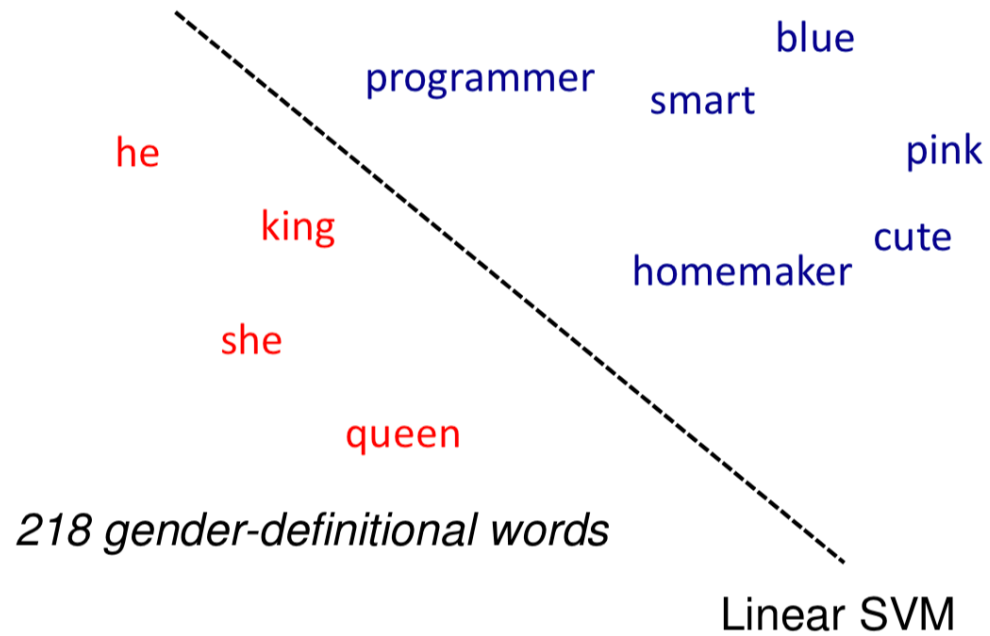 blue
programmer
smart
he
pink
king
cute
homemaker
she
queen
218 gender-definitional words
Linear SVM